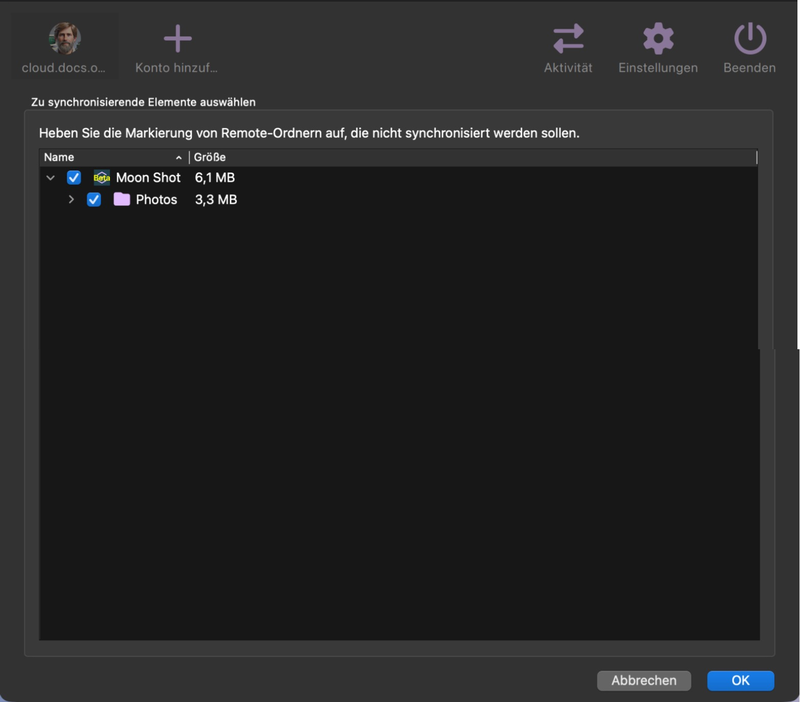 cloud.docs.o...
Konto hinzuf...
Aktivität
Einstellungen
Beenden
Zu synchronisierende Elemente auswählen
Heben Sie die Markierung von Remote-Ordnern auf, die nicht synchronisiert werden sollen.
Name Größe
Beta Moon Shot 6,1 MB
Photos 3,3 MB
Abbrechen OK